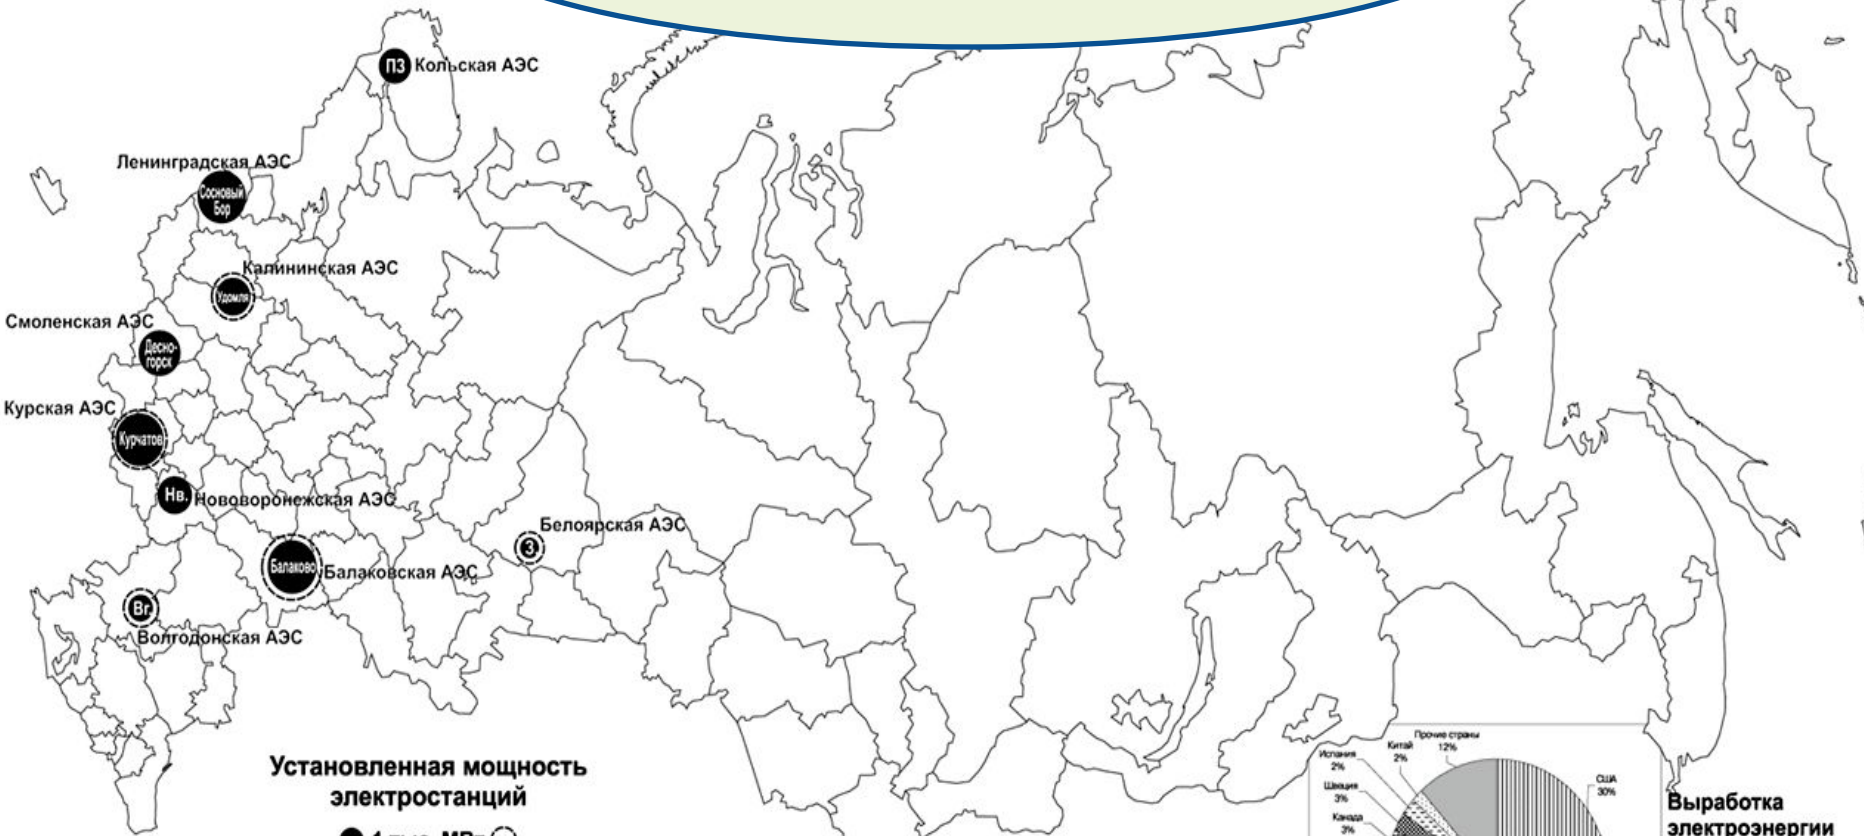 ПЗ Кольская АЭС
Ленинградская АЭС
Сосновый
Бор
Калининская АЭС
Удомля
Смоленская АЭС
Десно-
горск
Курская АЭС
Курчатов
Нв. Нововоронежская АЭС
Белоярская АЭС
З
Балаково Балаковская АЭС
Вг.
Волгодонская АЭС
Установленная мощность
электростанций
Прочие страны
12%
Китай
2%
Испания
2%
США
30%
Швеция
3%
Канада
3%
Выработка
электроэнергии